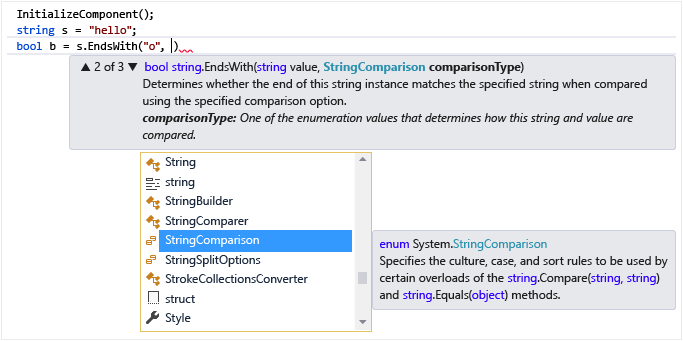 InitializeComponent();
string s = "hello";
bool b = s.EndsWith("o", )
▲ 2 of 3 ▼ bool string.EndsWith(string value, StringComparison comparisonType)
Determines whether the end of this string instance matches the specified string when compared
using the specified comparison option.
comparisonType: One of the enumeration values that determines how this string and value are
compared.
String
string
StringBuilder
StringComparer
StringComparison
StringSplitOptions
StrokeCollectionsConverter
struct
Style
enum System.StringComparison
Specifies the culture, case, and sort rules to be used by
certain overloads of the string.Compare(string, string)
and string.Equals(object) methods.